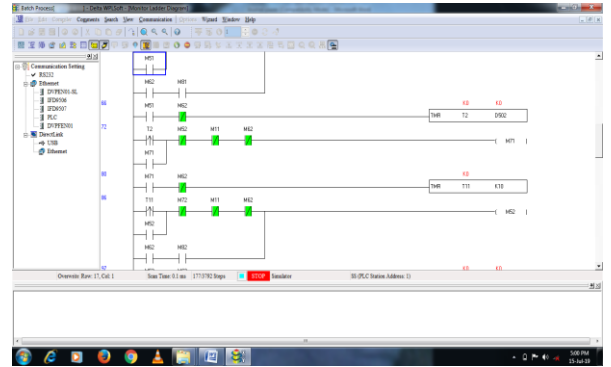 Batch Process - Delta WPLSoft - [Monitor Ladder Diagram]
File Edit Compiler Comments Search View Communication Options Wizard Window Help
Communication Setting
RS232
Ethernet
DVPEN01-SL
IFD9506
IFD9507
PLC
DVPFEN01
DirectLink
USB
Ethernet
M51
M62 M81
66 M51 M62 K0 K0
TMR T2 D502
72 T2 M52 M11 M62
M71
M71
80 M71 M62 K0
TMR T11 K10
86 T11 M72 M11 M62
M52
M52
M62 M82
97 K0 K0
Overwrite Row: 17, Col: 1 Scan Time: 0.1 ms 177/3792 Steps STOP Simulator 01 (PLC Station Address: 1)
5:00 PM
15-Jul-19